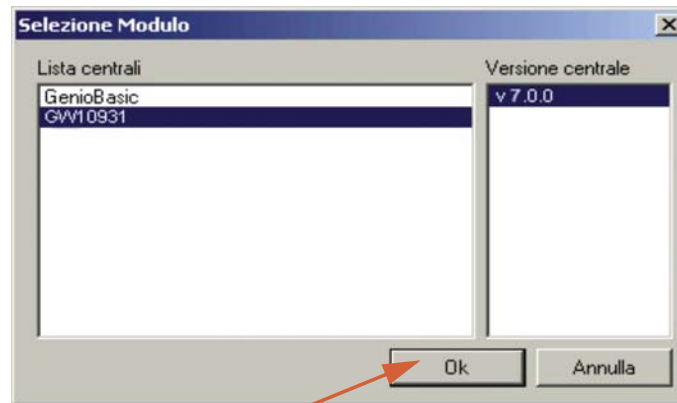 Selezione Modulo
Lista centrali
Versione centrale
GenioBasic
v 7.0.0
GW10931
Ok
Annulla